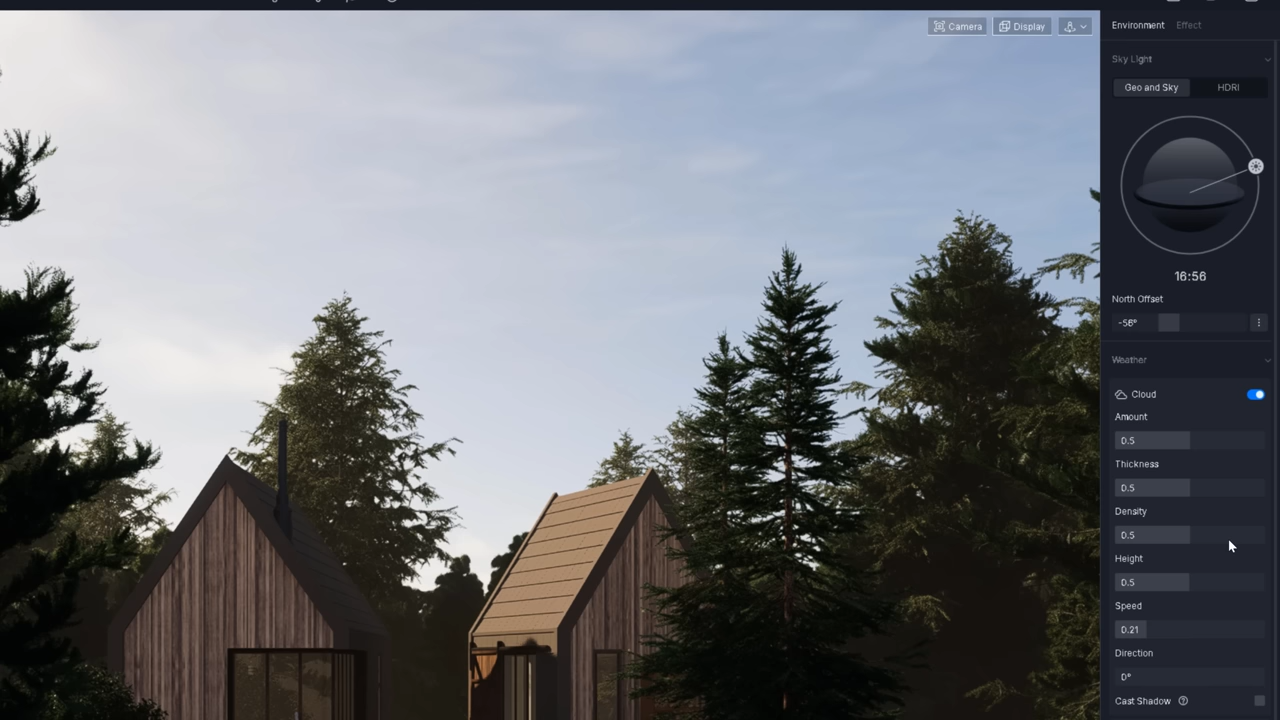 Camera
Display
Environment Effect
Sky Light
Geo and Sky HDRI
16:56
North Offset
-56°
Weather
Cloud
Amount
0.5
Thickness
0.5
Density
0.5
Height
0.5
Speed
0.21
Direction
0°
Cast Shadow ?